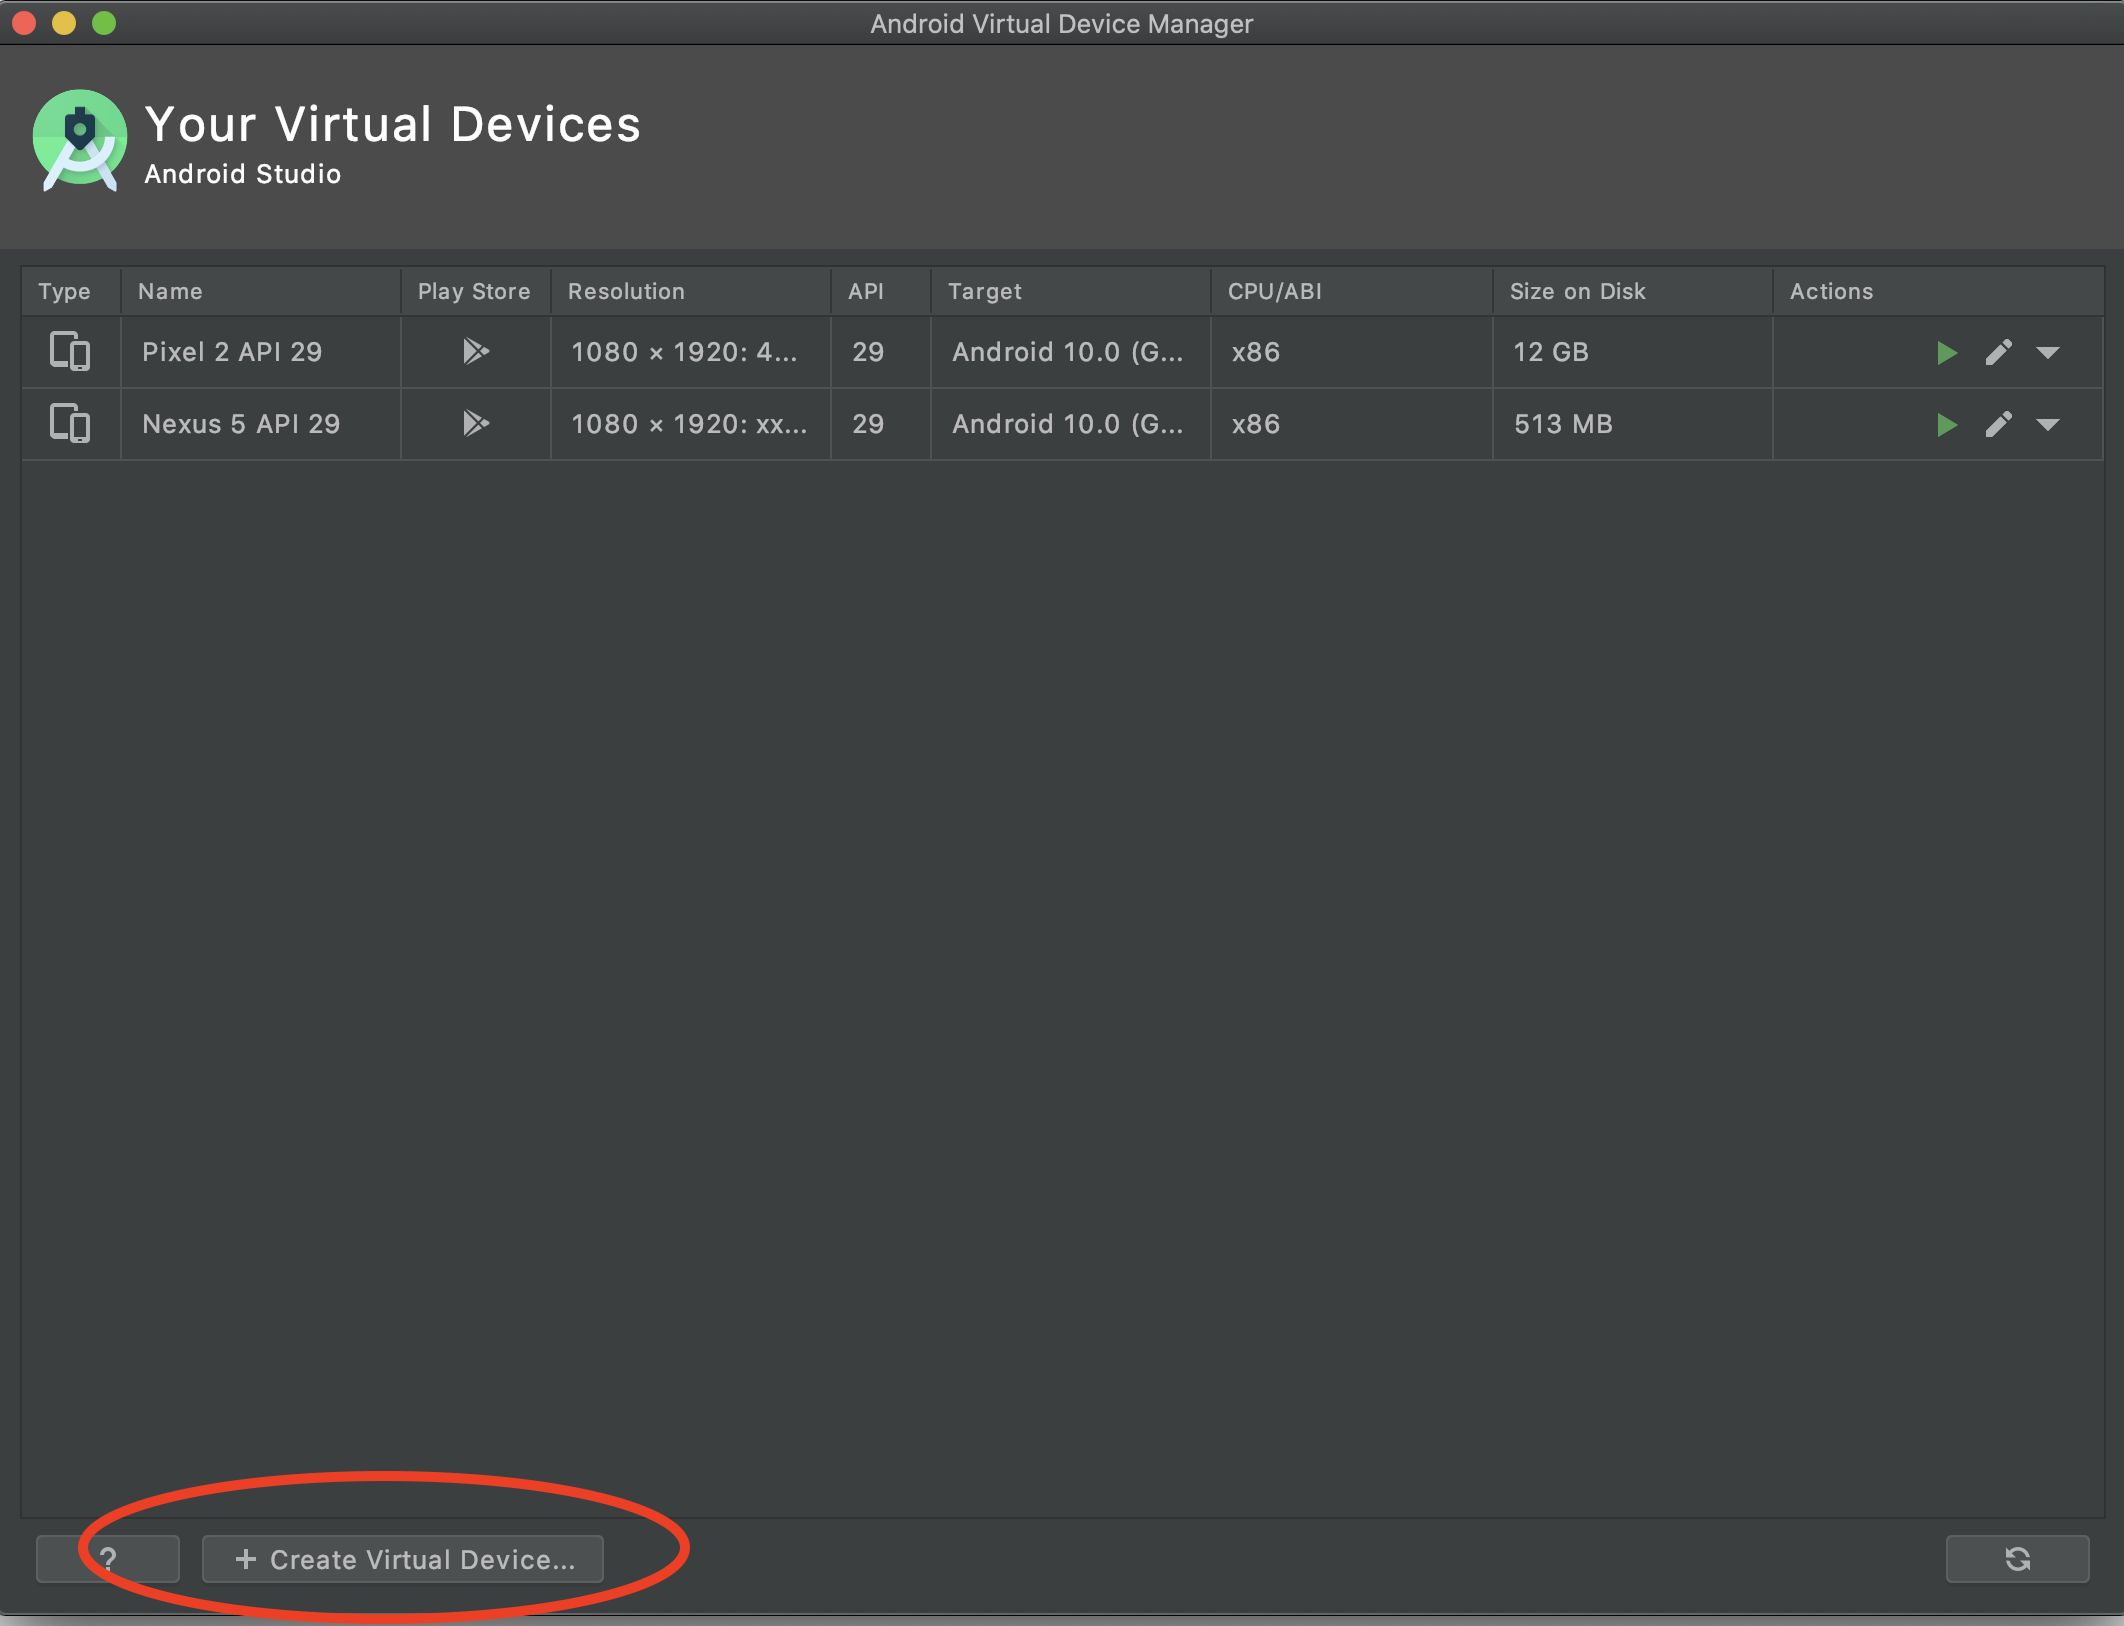 Android Virtual Device Manager
Your Virtual Devices
Android Studio
Type Name Play Store Resolution API Target CPU/ABI Size on Disk Actions
Pixel 2 API 29 1080 × 1920: 4... 29 Android 10.0 (G... x86 12 GB
Nexus 5 API 29 1080 × 1920: xx... 29 Android 10.0 (G... x86 513 MB
? + Create Virtual Device...